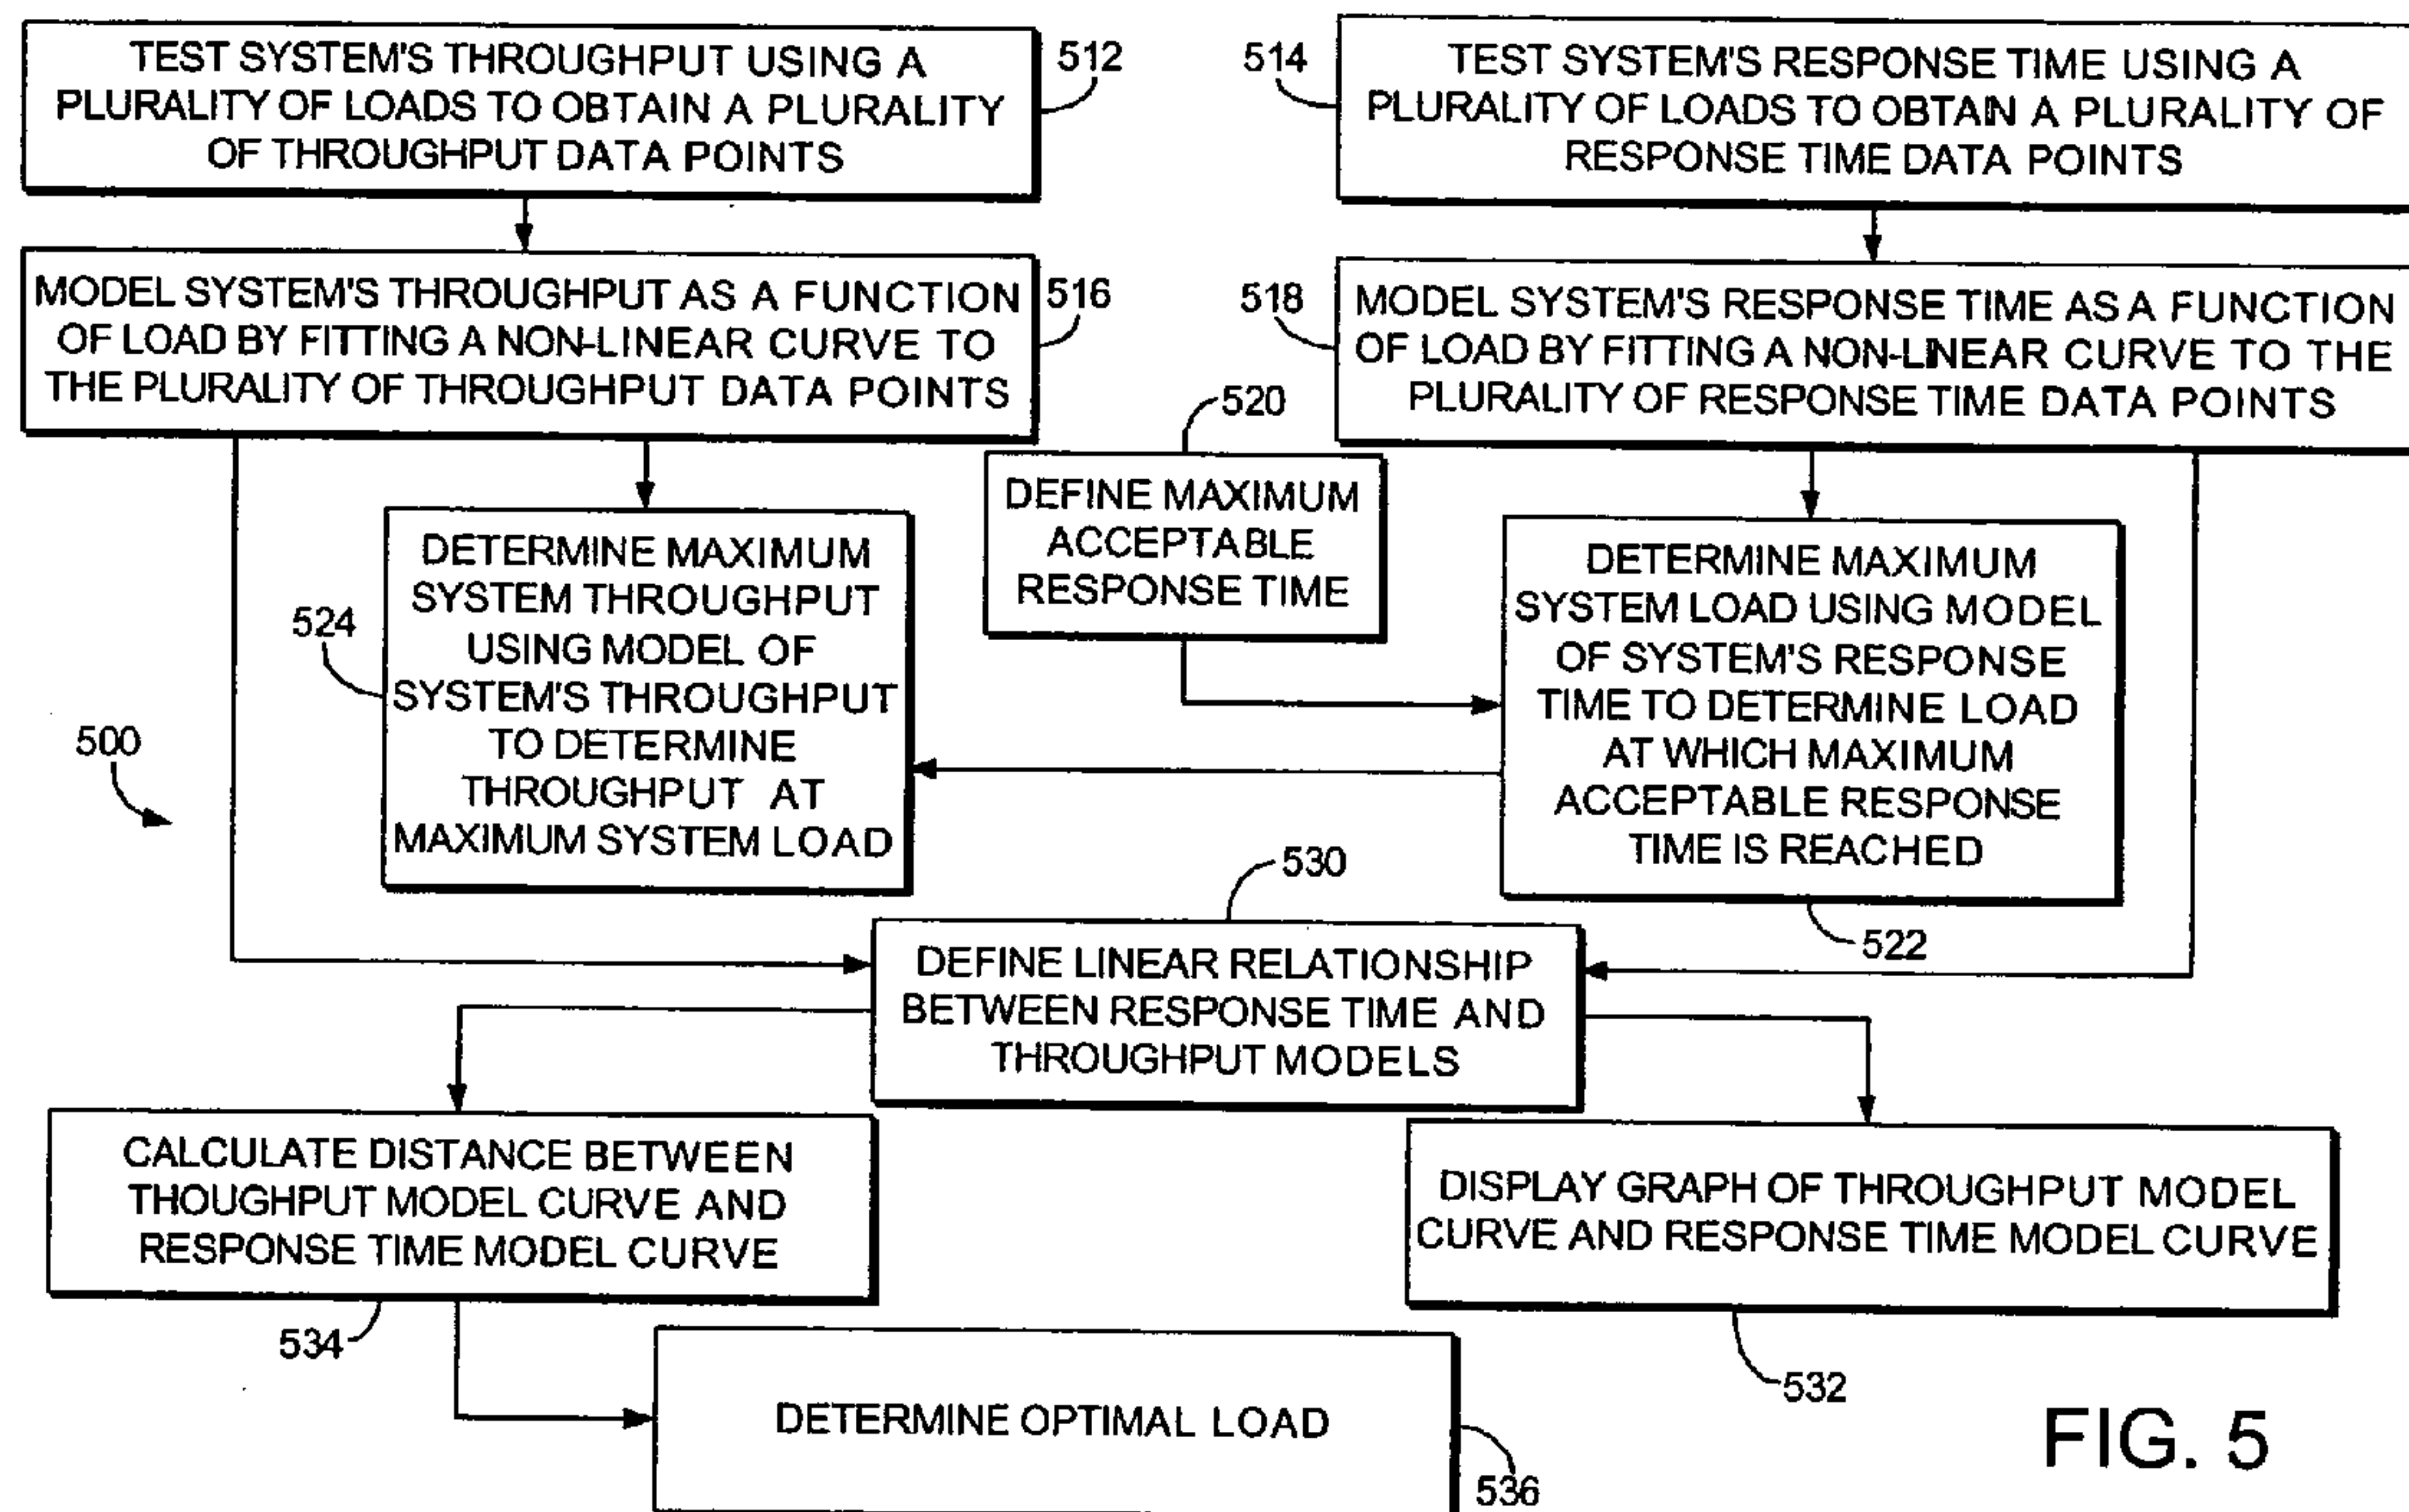 TEST SYSTEM'S THROUGHPUT USING A
PLURALITY OF LOADS TO OBTAIN A PLURALITY
OF THROUGHPUT DATA POINTS
512
514
TEST SYSTEM'S RESPONSE TIME USING A
PLURALITY OF LOADS TO OBTAIN A PLURALITY OF
RESPONSE TIME DATA POINTS
MODEL SYSTEM'S THROUGHPUT AS A FUNCTION
OF LOAD BY FITTING A NON-LINEAR CURVE TO
THE PLURALITY OF THROUGHPUT DATA POINTS
516
518
MODEL SYSTEM'S RESPONSE TIME AS A FUNCTION
OF LOAD BY FITTING A NON-LINEAR CURVE TO THE
PLURALITY OF RESPONSE TIME DATA POINTS
520
DEFINE MAXIMUM
ACCEPTABLE
RESPONSE TIME
524
DETERMINE MAXIMUM
SYSTEM THROUGHPUT
USING MODEL OF
SYSTEM'S THROUGHPUT
TO DETERMINE
THROUGHPUT AT
MAXIMUM SYSTEM LOAD
DETERMINE MAXIMUM
SYSTEM LOAD USING MODEL
OF SYSTEM'S RESPONSE
TIME TO DETERMINE LOAD
AT WHICH MAXIMUM
ACCEPTABLE RESPONSE
TIME IS REACHED
522
500
530
DEFINE LINEAR RELATIONSHIP
BETWEEN RESPONSE TIME AND
THROUGHPUT MODELS
CALCULATE DISTANCE BETWEEN
THOUGHPUT MODEL CURVE AND
RESPONSE TIME MODEL CURVE
534
DISPLAY GRAPH OF THROUGHPUT MODEL
CURVE AND RESPONSE TIME MODEL CURVE
532
DETERMINE OPTIMAL LOAD
536
FIG. 5